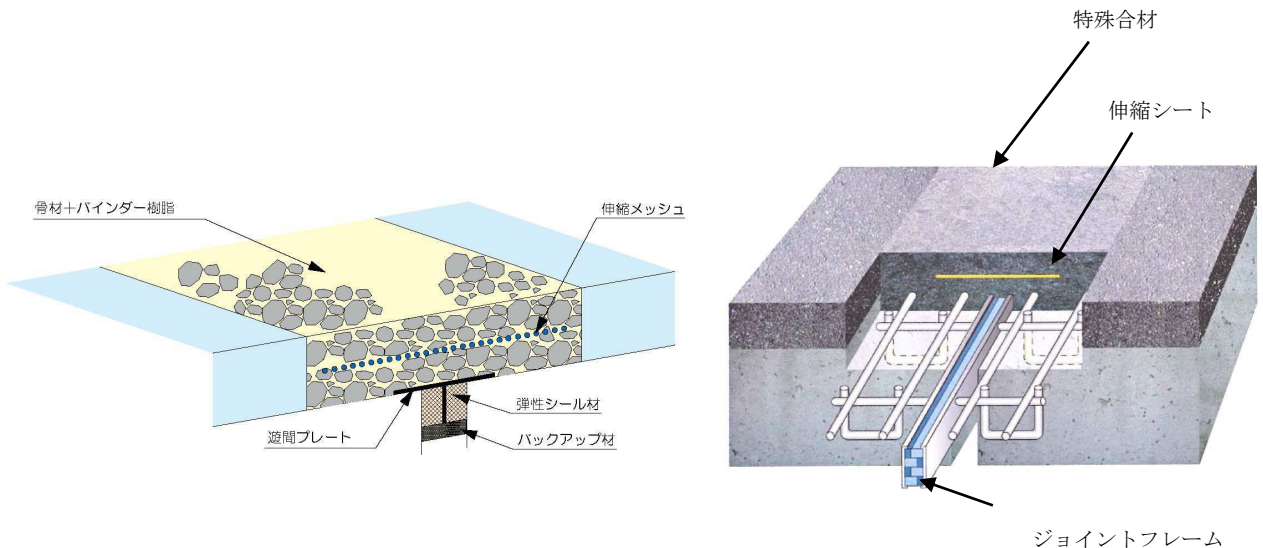 特殊合材
伸縮シート
骨材＋バインダー樹脂
伸縮メッシュ
弾性シール材
遊間プレート
バックアップ材
ジョイントフレーム